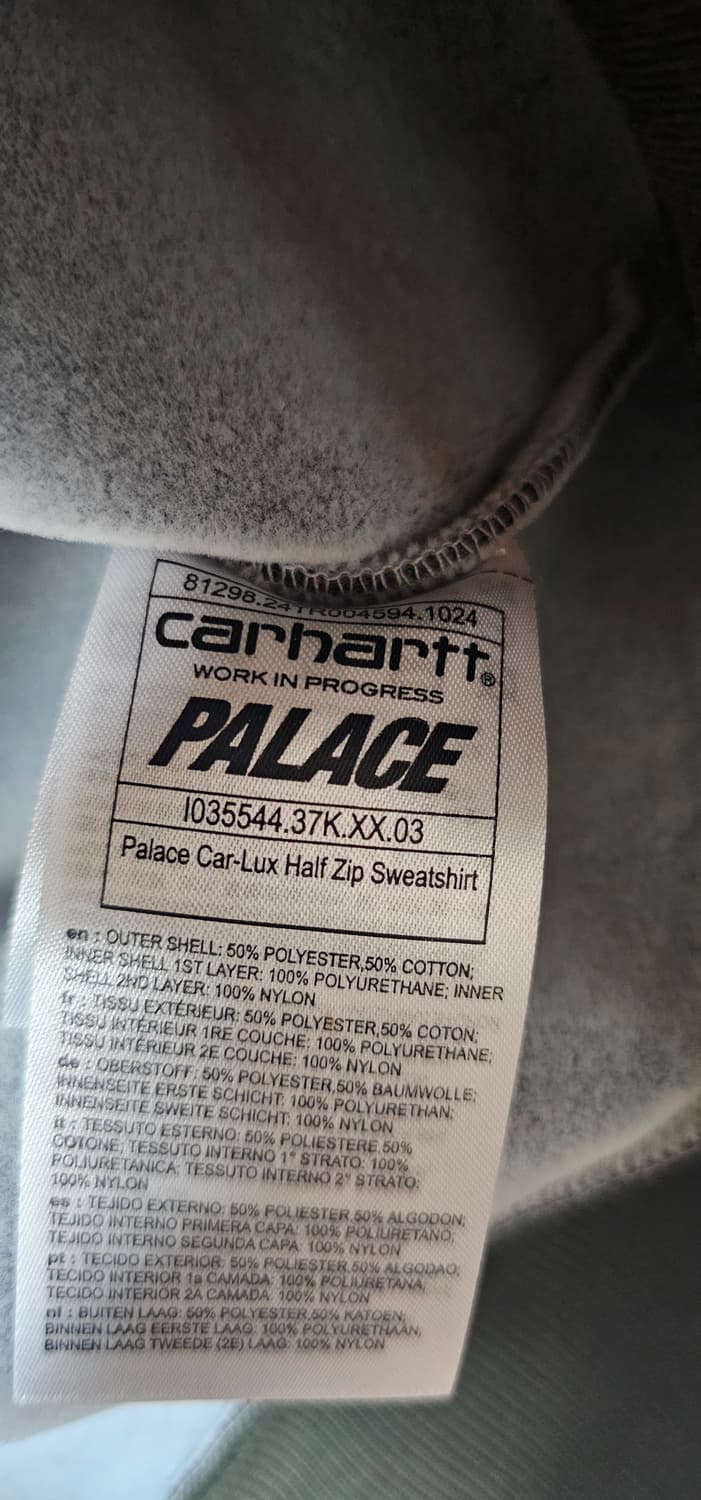 81298.241TR004594.1024
carhartt®
WORK IN PROGRESS
PALACE
I035544.37K.XX.03
Palace Car-Lux Half Zip Sweatshirt
en : OUTER SHELL: 50% POLYESTER,50% COTTON;
INNER SHELL 1ST LAYER: 100% POLYURETHANE; INNER
SHELL 2ND LAYER: 100% NYLON
fr : TISSU EXTÉRIEUR: 50% POLYESTER,50% COTON;
TISSU INTÉRIEUR 1RE COUCHE: 100% POLYURETHANE;
TISSU INTÉRIEUR 2E COUCHE: 100% NYLON
de : OBERSTOFF: 50% POLYESTER,50% BAUMWOLLE;
INNENSEITE ERSTE SCHICHT: 100% POLYURETHAN;
INNENSEITE SWEITE SCHICHT: 100% NYLON
it : TESSUTO ESTERNO: 50% POLIESTERE,50%
COTONE; TESSUTO INTERNO 1° STRATO: 100%
POLIURETANICA; TESSUTO INTERNO 2° STRATO:
100% NYLON
es : TEJIDO EXTERNO: 50% POLIESTER,50% ALGODON;
TEJIDO INTERNO PRIMERA CAPA: 100% POLIURETANO;
TEJIDO INTERNO SEGUNDA CAPA: 100% NYLON
pt : TECIDO EXTERIOR: 50% POLIESTER,50% ALGODAO;
TECIDO INTERIOR 1a CAMADA: 100% POLIURETANA;
TECIDO INTERIOR 2A CAMADA: 100% NYLON
nl : BUITEN LAAG: 50% POLYESTER,50% KATOEN;
BINNEN LAAG EERSTE LAAG: 100% POLYURETHAAN;
BINNEN LAAG TWEEDE (2E) LAAG: 100% NYLON